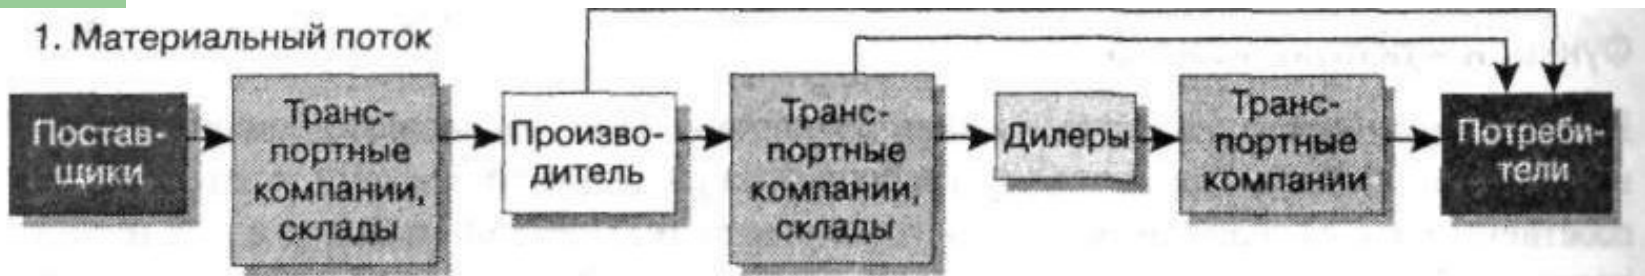 1. Материальный поток
Постав-
щики
Транс-
портные
компании,
склады
Произво-
дитель
Транс-
портные
компании,
склады
Дилеры
Транс-
портные
компании
Потреби-
тели